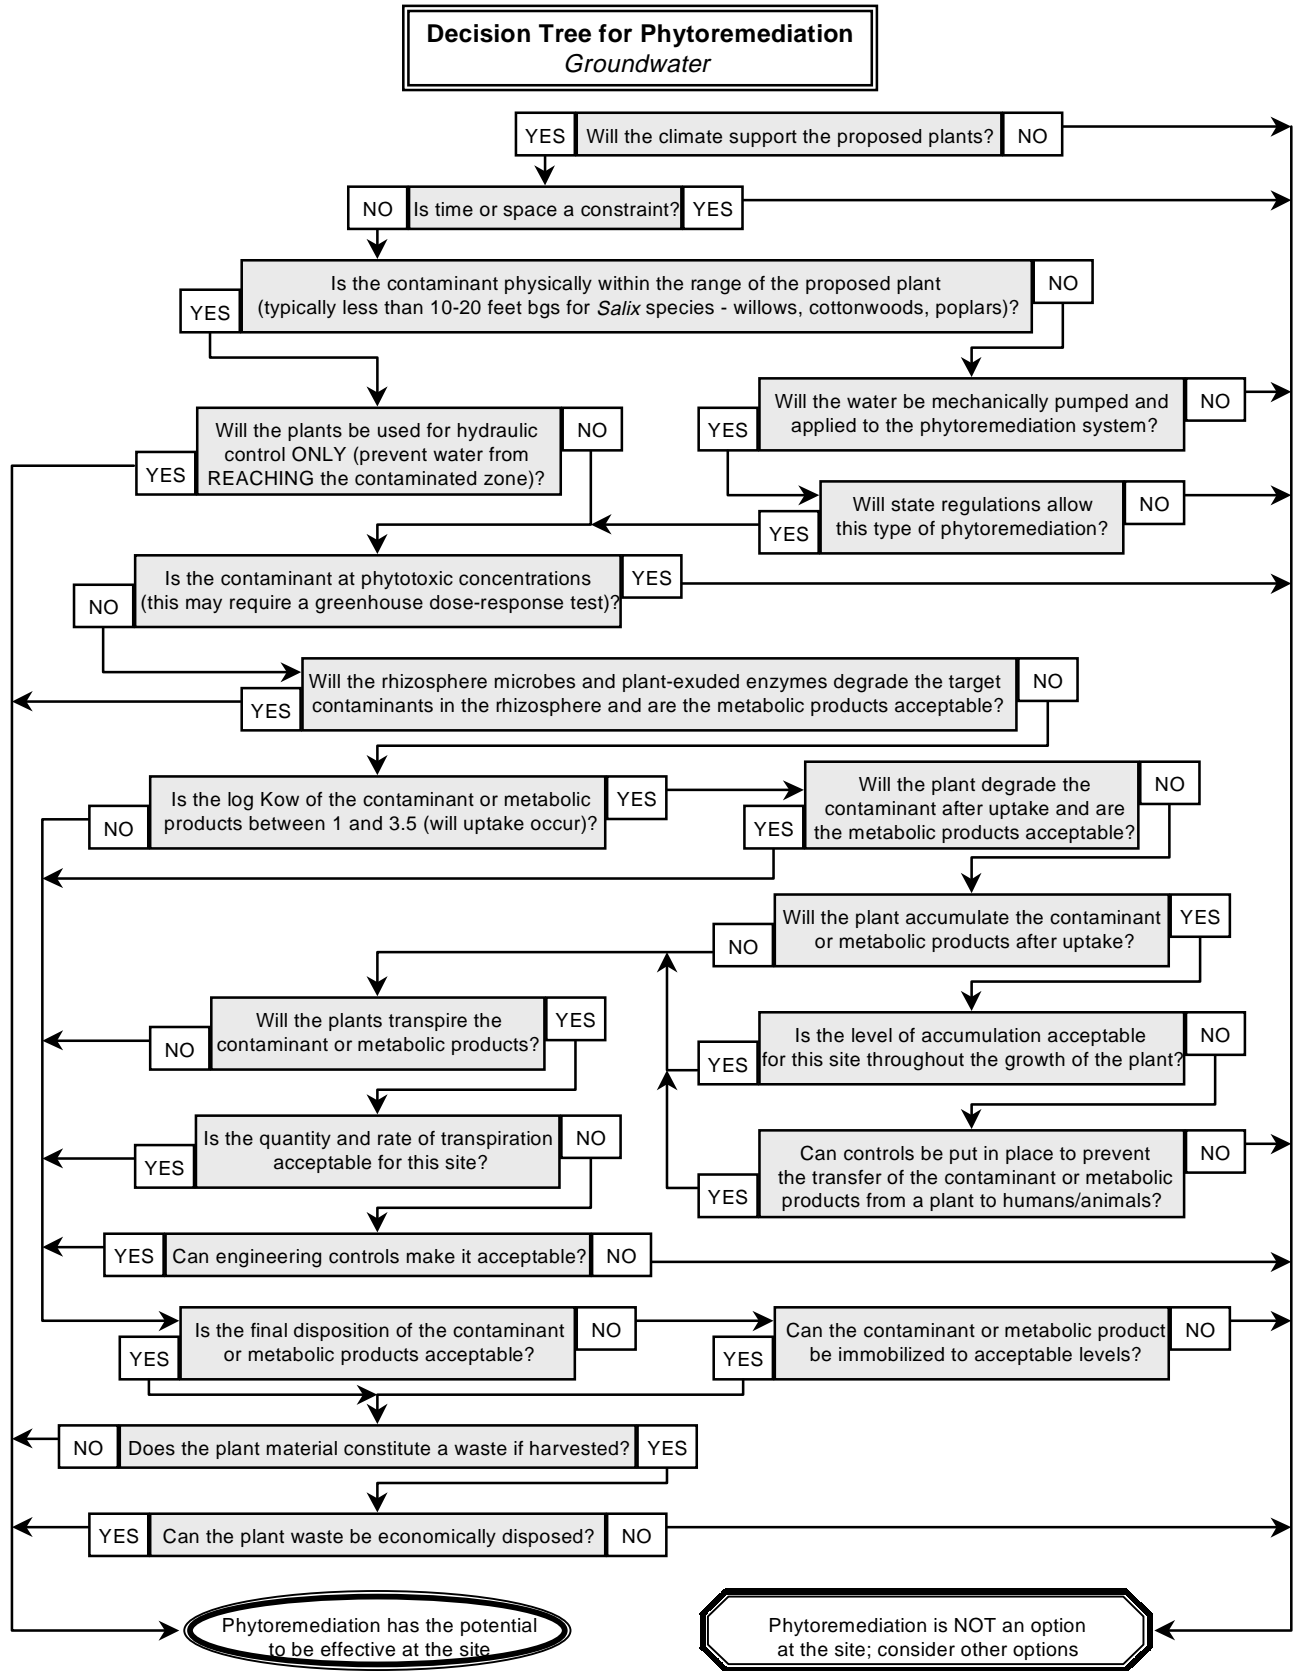 Decision Tree for Phytoremediation
Groundwater
YES
Will the climate support the proposed plants?
NO
NO
Is time or space a constraint?
YES
Is the contaminant physically within the range of the proposed plant
(typically less than 10-20 feet bgs for Salix species - willows, cottonwoods, poplars)?
NO
YES
Will the water be mechanically pumped and
applied to the phytoremediation system?
NO
YES
Will the plants be used for hydraulic
control ONLY (prevent water from
REACHING the contaminated zone)?
NO
YES
Will state regulations allow
this type of phytoremediation?
NO
YES
Is the contaminant at phytotoxic concentrations
(this may require a greenhouse dose-response test)?
YES
NO
Will the rhizosphere microbes and plant-exuded enzymes degrade the target
contaminants in the rhizosphere and are the metabolic products acceptable?
NO
YES
Is the log Kow of the contaminant or metabolic
products between 1 and 3.5 (will uptake occur)?
YES
NO
Will the plant degrade the
contaminant after uptake and are
the metabolic products acceptable?
NO
YES
Will the plant accumulate the contaminant
or metabolic products after uptake?
YES
NO
Will the plants transpire the
contaminant or metabolic products?
YES
NO
Is the level of accumulation acceptable
for this site throughout the growth of the plant?
NO
YES
Is the quantity and rate of transpiration
acceptable for this site?
NO
YES
Can controls be put in place to prevent
the transfer of the contaminant or metabolic
products from a plant to humans/animals?
NO
YES
YES
Can engineering controls make it acceptable?
NO
Is the final disposition of the contaminant
or metabolic products acceptable?
NO
YES
Can the contaminant or metabolic product
be immobilized to acceptable levels?
NO
YES
NO
Does the plant material constitute a waste if harvested?
YES
YES
Can the plant waste be economically disposed?
NO
Phytoremediation has the potential
to be effective at the site
Phytoremediation is NOT an option
at the site; consider other options